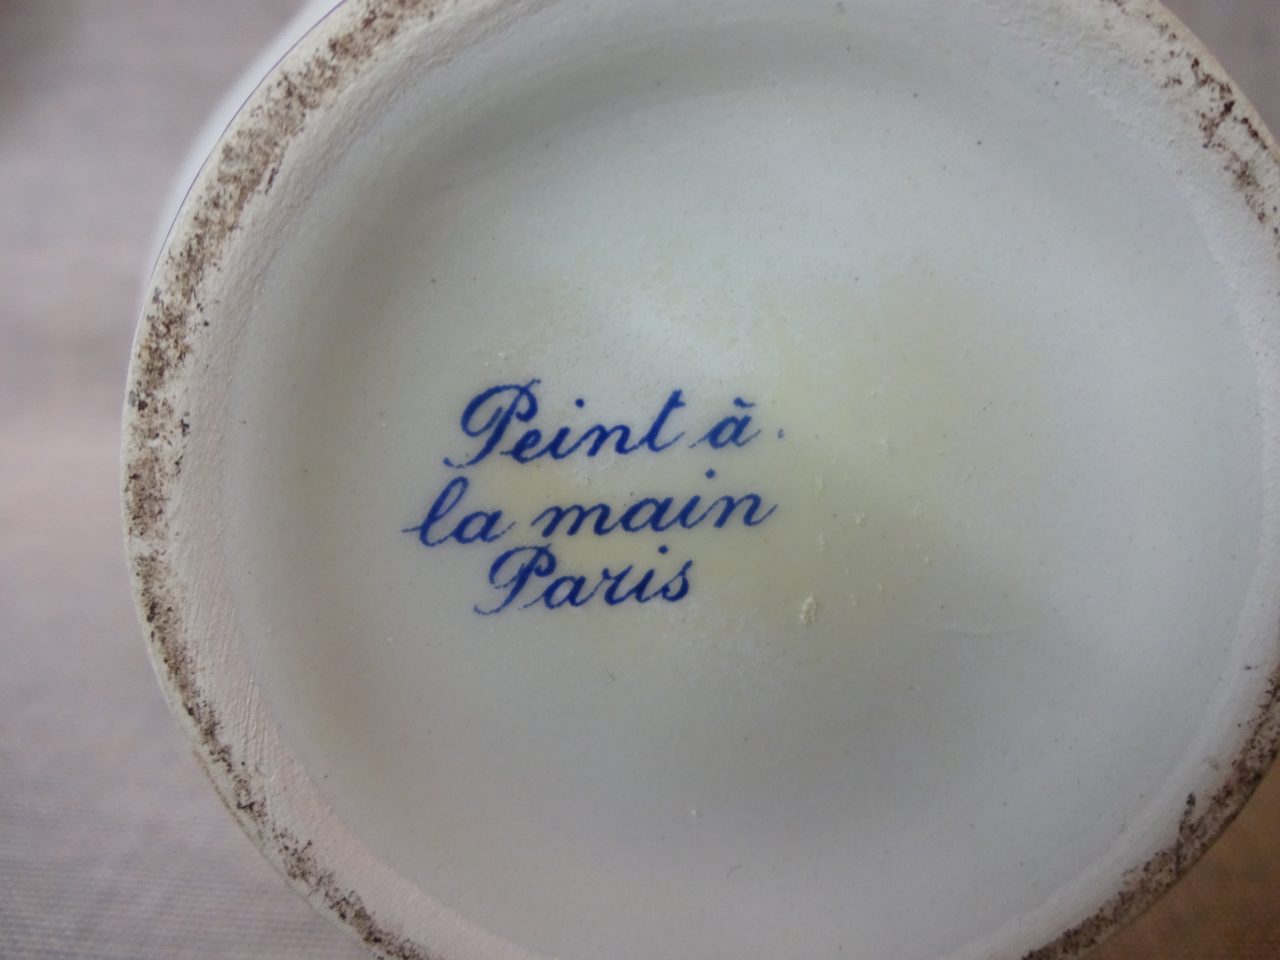 Peint à
la main
Paris